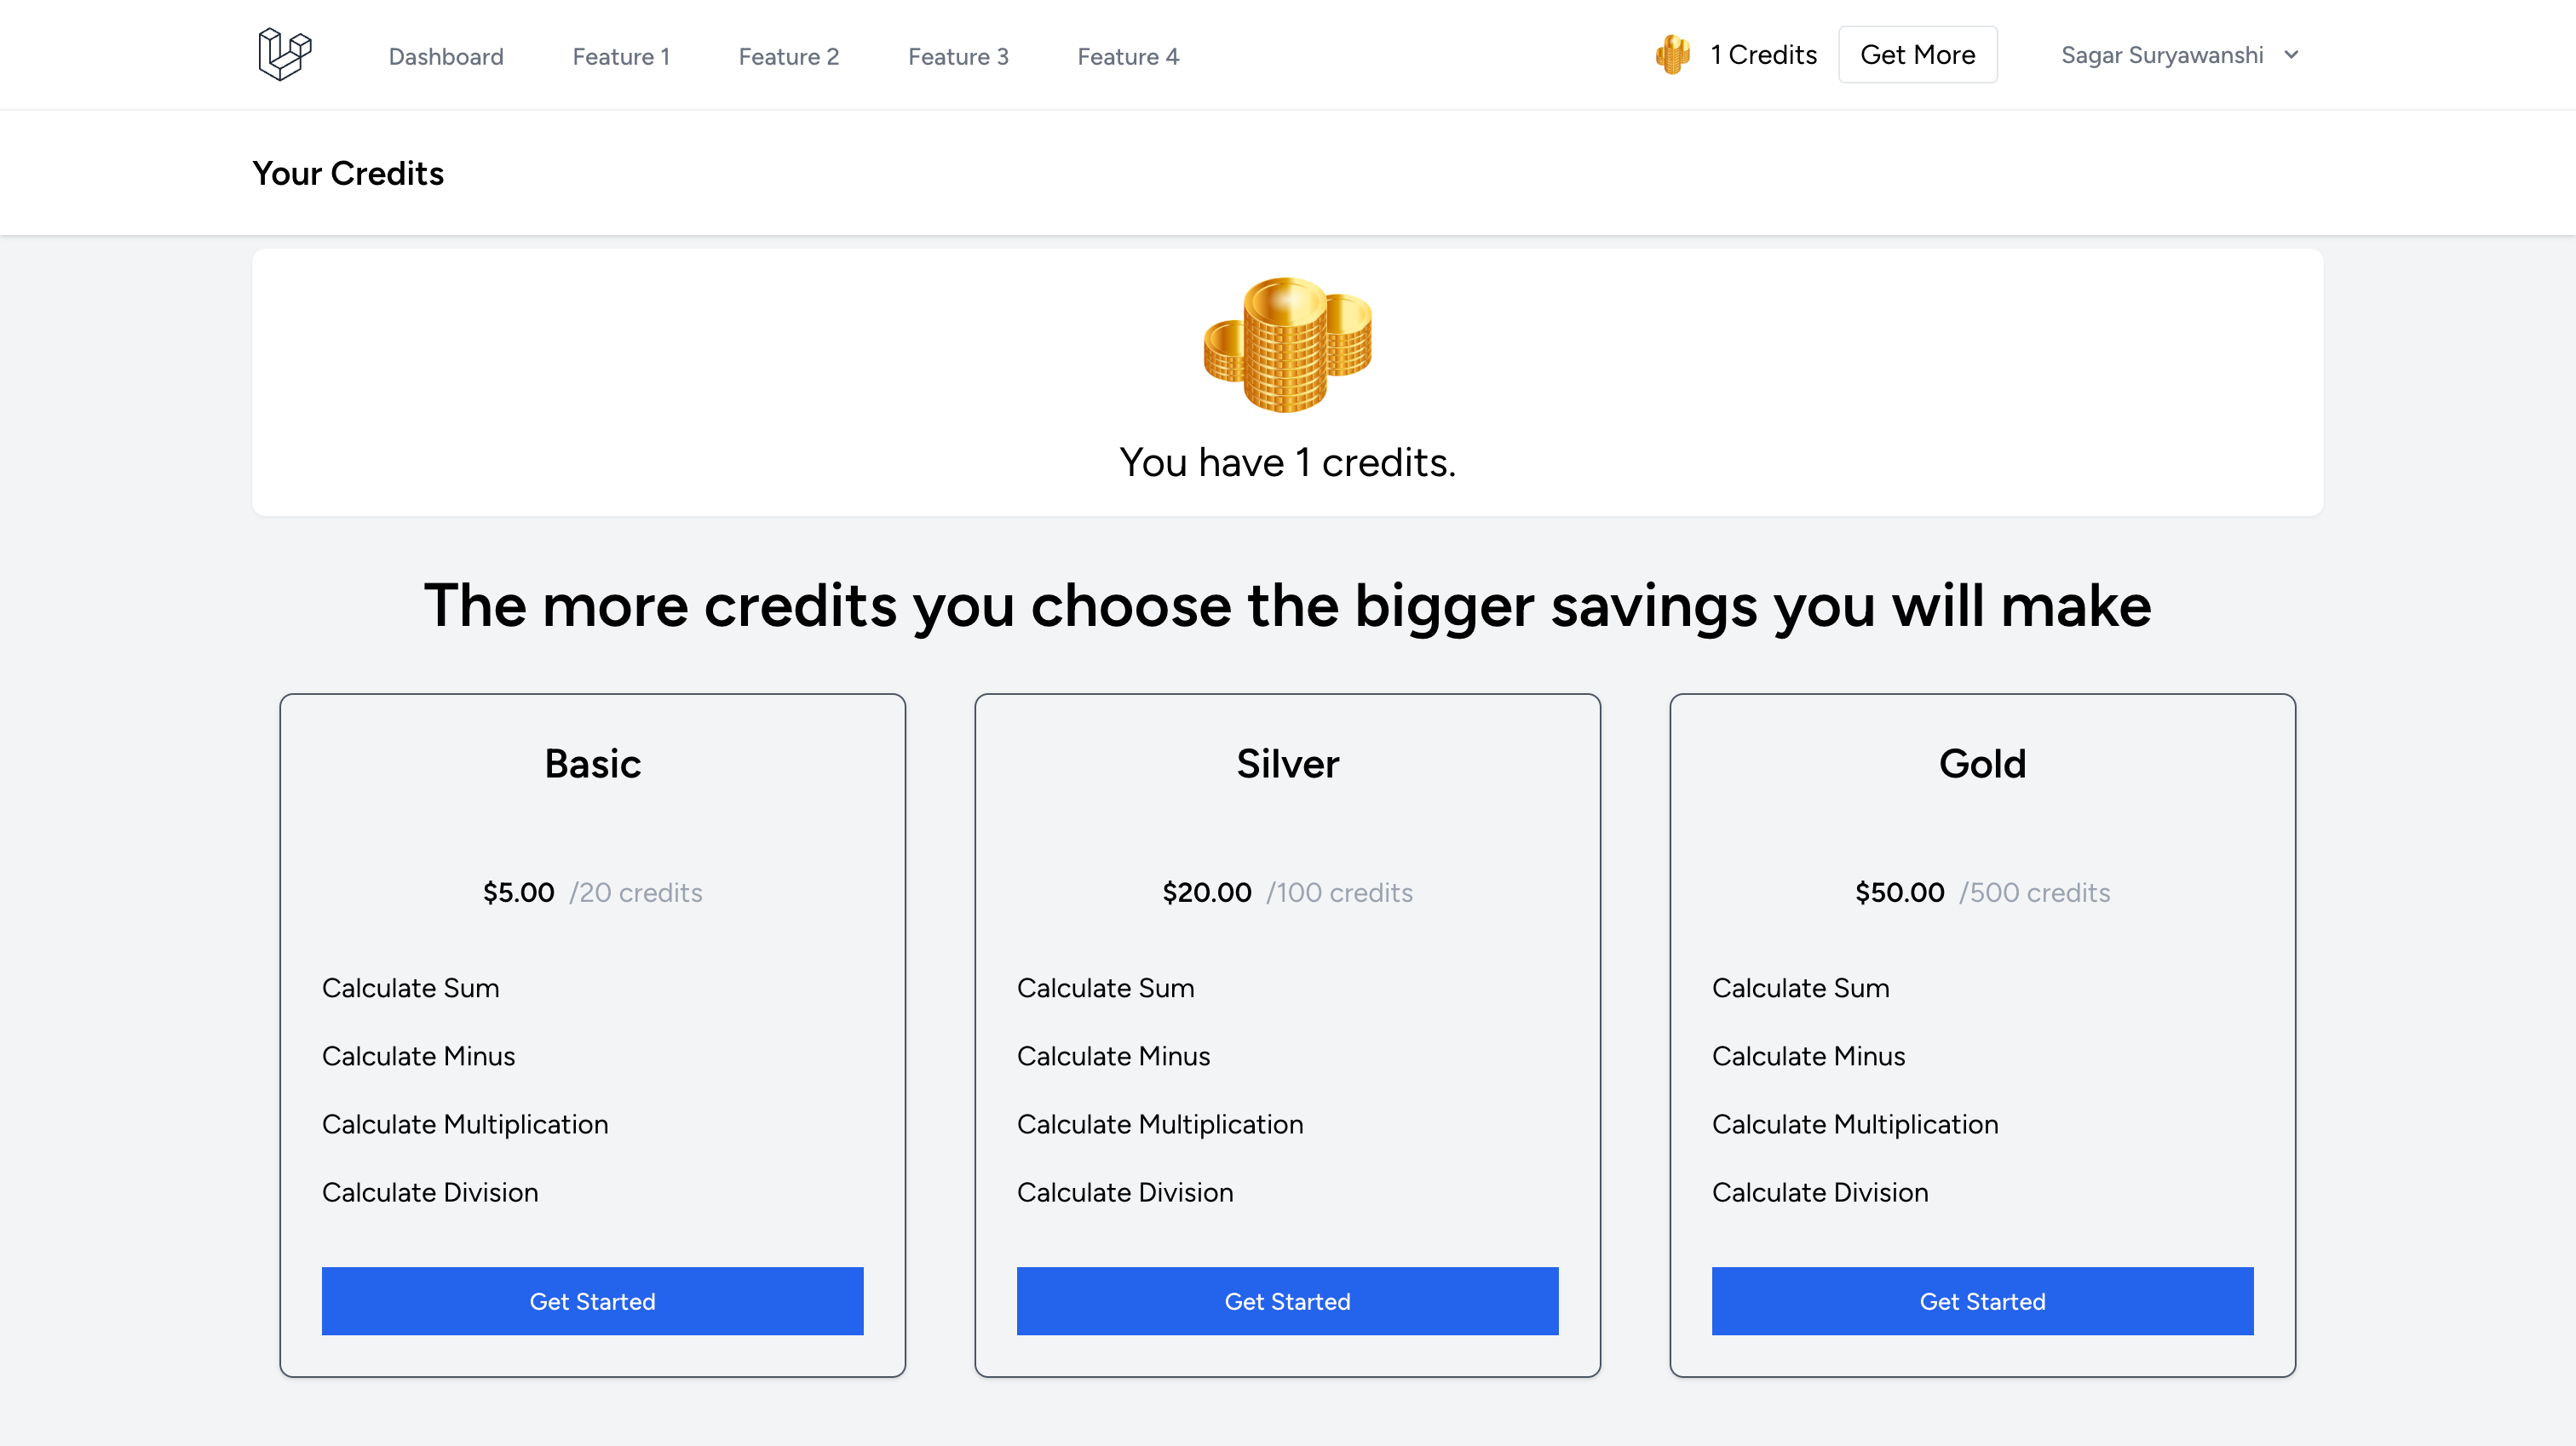 Dashboard Feature 1 Feature 2 Feature 3 Feature 4 1 Credits Get More Sagar Suryawanshi
Your Credits
You have 1 credits.
The more credits you choose the bigger savings you will make
Basic
$5.00 /20 credits
Calculate Sum
Calculate Minus
Calculate Multiplication
Calculate Division
Get Started
Silver
$20.00 /100 credits
Calculate Sum
Calculate Minus
Calculate Multiplication
Calculate Division
Get Started
Gold
$50.00 /500 credits
Calculate Sum
Calculate Minus
Calculate Multiplication
Calculate Division
Get Started